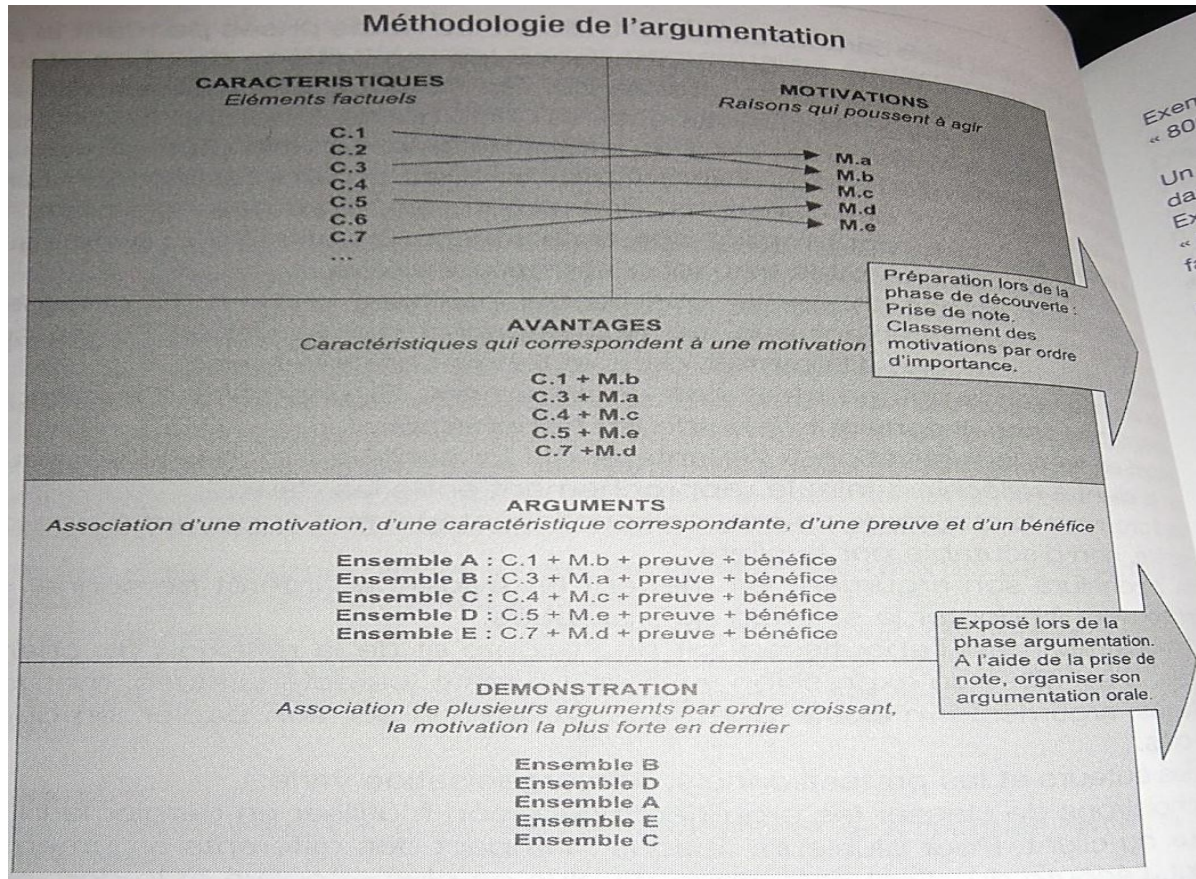 Méthodologie de l'argumentation
CARACTERISTIQUES
Eléments factuels
C.1
C.2
C.3
C.4
C.5
C.6
C.7
...
MOTIVATIONS
Raisons qui poussent à agir
M.a
M.b
M.c
M.d
M.e
Préparation lors de la
phase de découverte :
Prise de note.
Classement des
motivations par ordre
d'importance.
AVANTAGES
Caractéristiques qui correspondent à une motivation
C.1 + M.b
C.3 + M.a
C.4 + M.c
C.5 + M.e
C.7 +M.d
ARGUMENTS
Association d'une motivation, d'une caractéristique correspondante, d'une preuve et d'un bénéfice
Ensemble A : C.1 + M.b + preuve + bénéfice
Ensemble B : C.3 + M.a + preuve + bénéfice
Ensemble C : C.4 + M.c + preuve + bénéfice
Ensemble D : C.5 + M.e + preuve + bénéfice
Ensemble E : C.7 + M.d + preuve + bénéfice
Exposé lors de la
phase argumentation.
A l'aide de la prise de
note, organiser son
argumentation orale.
DEMONSTRATION
Association de plusieurs arguments par ordre croissant,
la motivation la plus forte en dernier
Ensemble B
Ensemble D
Ensemble A
Ensemble E
Ensemble C
« 80
Un